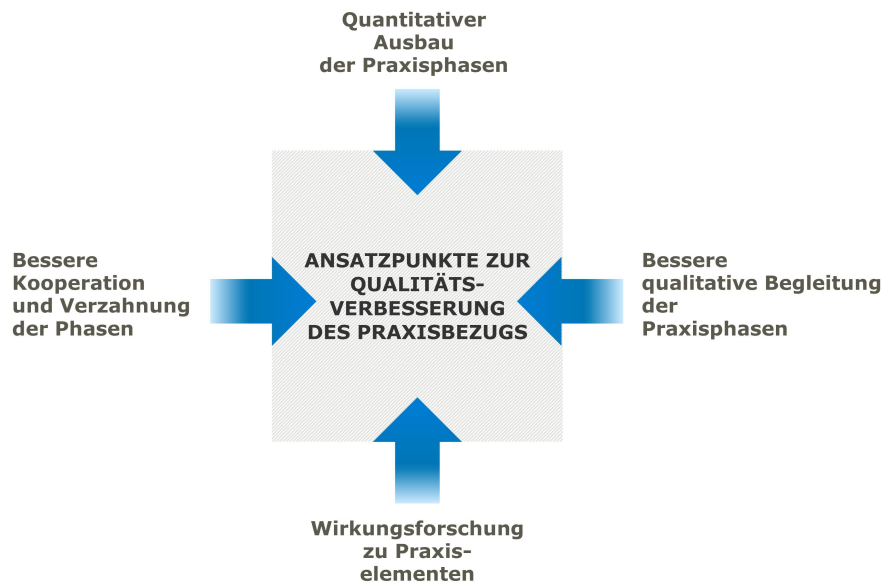 Quantitativer
Ausbau
der Praxisphasen
Bessere
Kooperation
und Verzahnung
der Phasen
ANSATZPUNKTE ZUR
QUALITÄTS-
VERBESSERUNG
DES PRAXISBEZUGS
Bessere
qualitative Begleitung
der
Praxisphasen
Wirkungsforschung
zu Praxis-
elementen